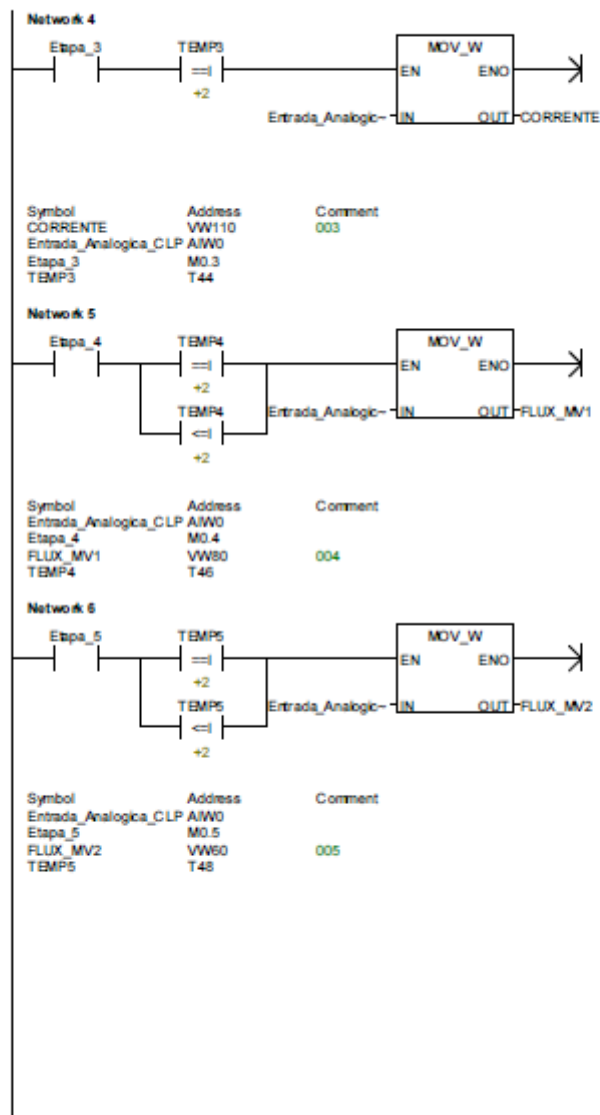 Network 4
Etapa_3 TEMP3 MOV_W
==I EN ENO
+2
Entrada_Analogic~ IN OUT CORRENTE
Symbol Address Comment
CORRENTE VW110 003
Entrada_Analogica_CLP AIW0
Etapa_3 M0.3
TEMP3 T44
Network 5
Etapa_4 TEMP4 MOV_W
==I EN ENO
+2
TEMP4 Entrada_Analogic~ IN OUT FLUX_MV1
<=I
+2
Symbol Address Comment
Entrada_Analogica_CLP AIW0
Etapa_4 M0.4
FLUX_MV1 VW80 004
TEMP4 T46
Network 6
Etapa_5 TEMP5 MOV_W
==I EN ENO
+2
TEMP5 Entrada_Analogic~ IN OUT FLUX_MV2
<=I
+2
Symbol Address Comment
Entrada_Analogica_CLP AIW0
Etapa_5 M0.5
FLUX_MV2 VW60 005
TEMP5 T48